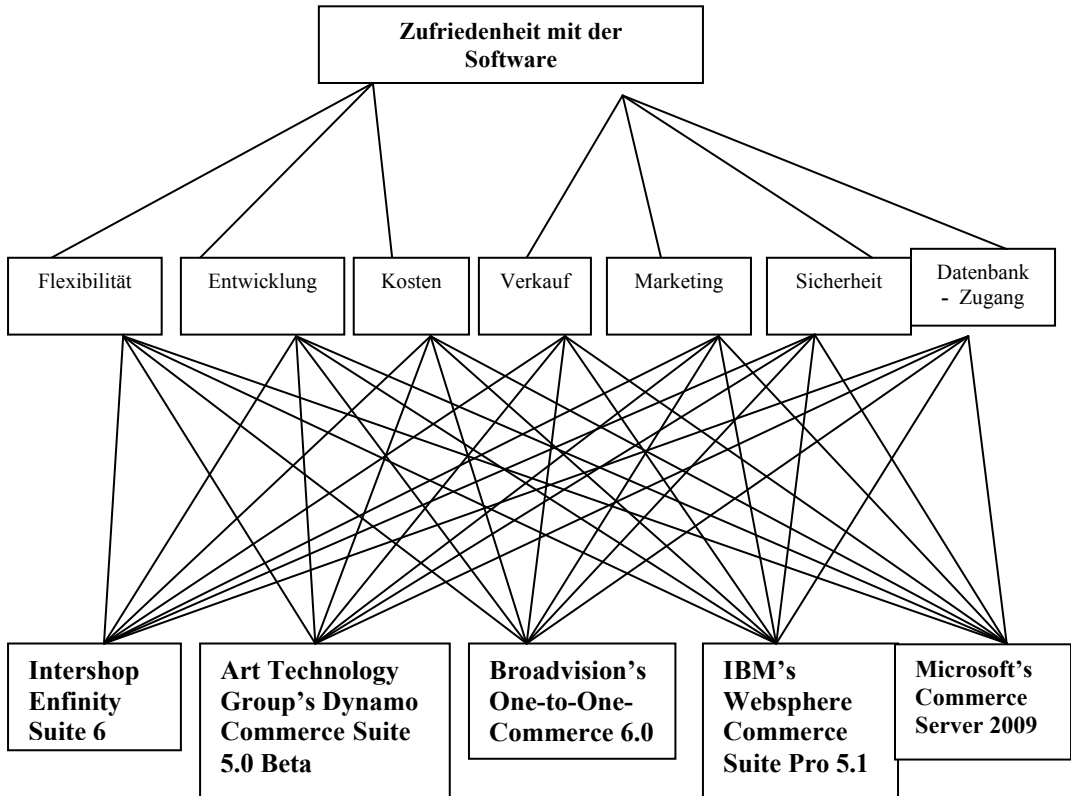 Zufriedenheit mit der
Software
Flexibilität
Entwicklung
Kosten
Verkauf
Marketing
Sicherheit
Datenbank
- Zugang
Intershop
Enfinity
Suite 6
Art Technology
Group’s Dynamo
Commerce Suite
5.0 Beta
Broadvision’s
One-to-One-
Commerce 6.0
IBM’s
Websphere
Commerce
Suite Pro 5.1
Microsoft’s
Commerce
Server 2009